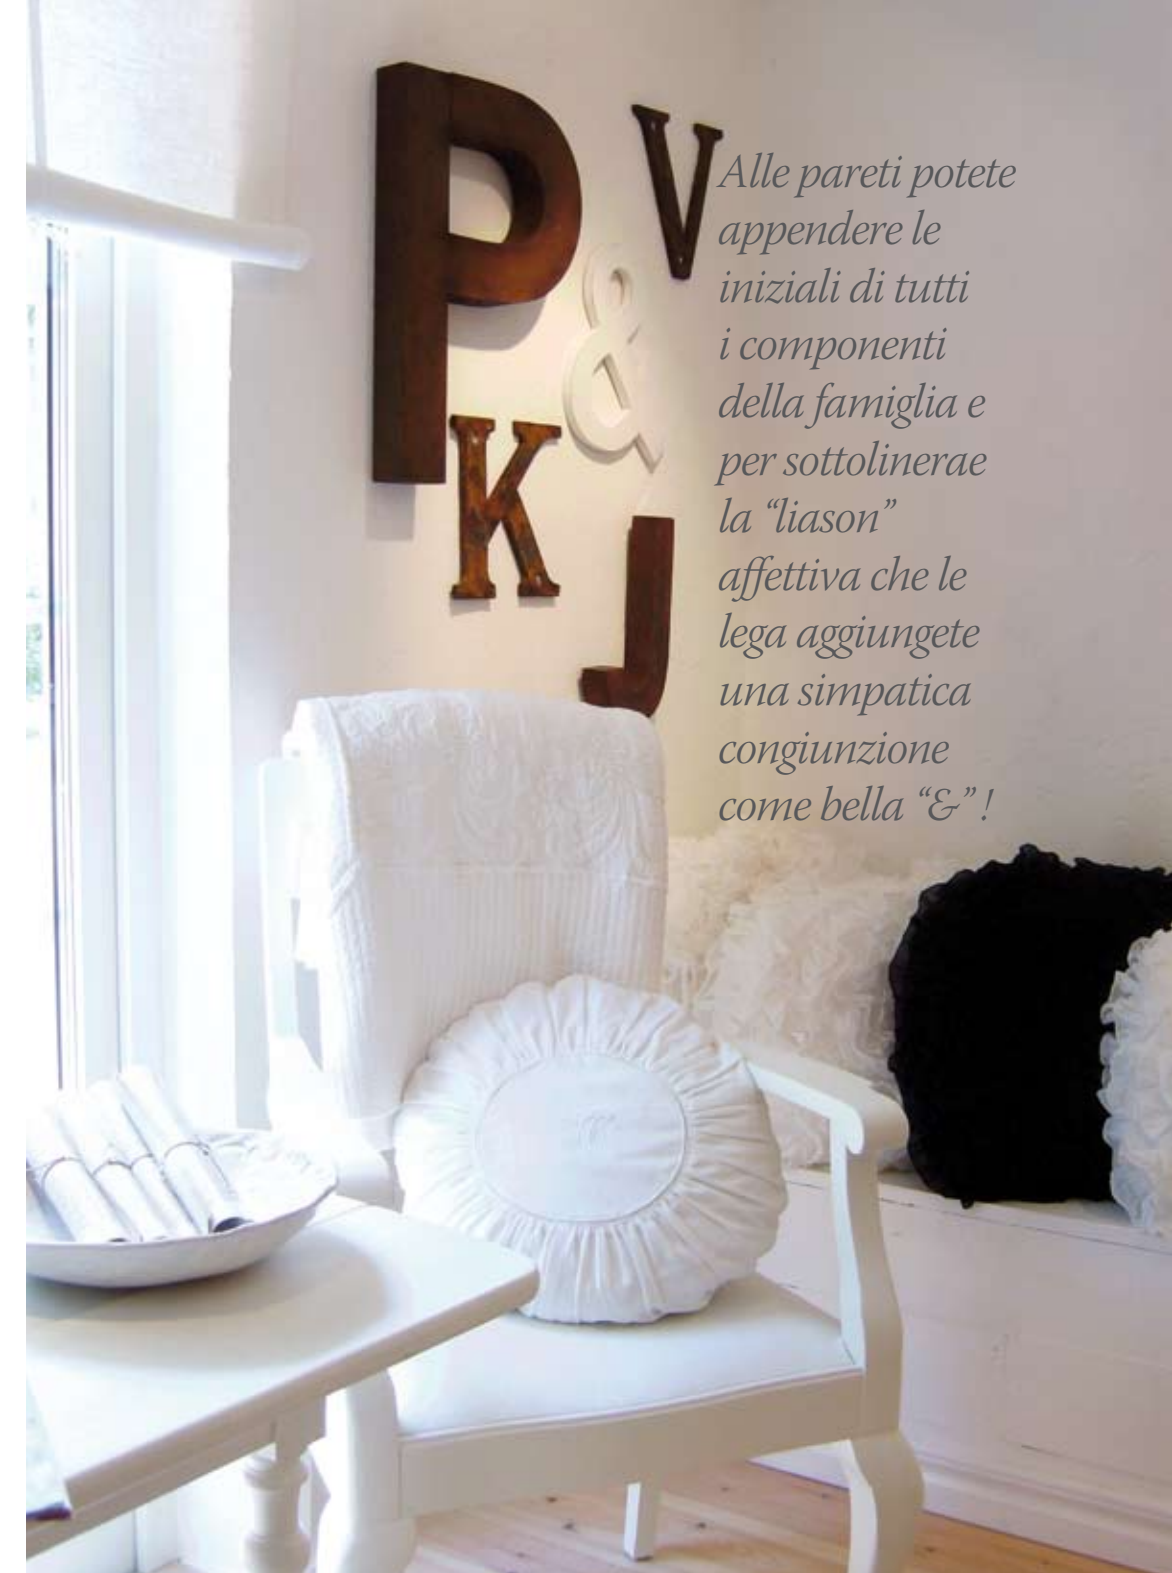 P
V
&
K
J
Alle pareti potete
appendere le
iniziali di tutti
i componenti
della famiglia e
per sottolinerae
la “liason”
affettiva che le
lega aggiungete
una simpatica
congiunzione
come bella “&” !